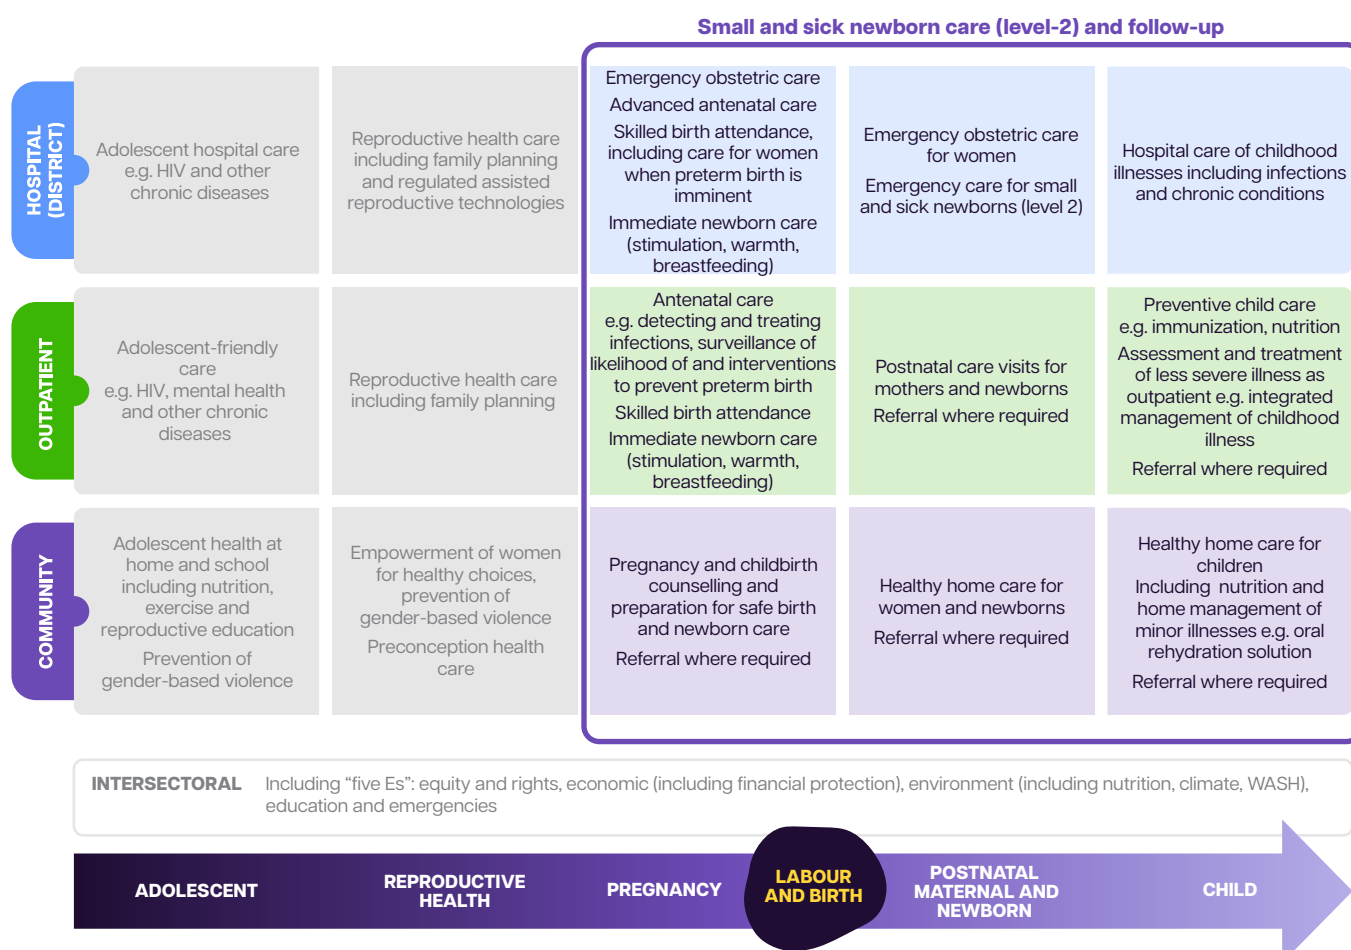 Small and sick newborn care (level-2) and follow-up
HOSPITAL
(DISTRICT)
Adolescent hospital care
e.g. HIV and other
chronic diseases
Reproductive health care
including family planning
and regulated assisted
reproductive technologies
Emergency obstetric care
Advanced antenatal care
Skilled birth attendance,
including care for women
when preterm birth is
imminent
Immediate newborn care
(stimulation, warmth,
breastfeeding)
Emergency obstetric care
for women
Emergency care for small
and sick newborns (level 2)
Hospital care of childhood
illnesses including infections
and chronic conditions
OUTPATIENT
Adolescent-friendly
care
e.g. HIV, mental health
and other chronic
diseases
Reproductive health care
including family planning
Antenatal care
e.g. detecting and treating
infections, surveillance of
likelihood of and interventions
to prevent preterm birth
Skilled birth attendance
Immediate newborn care
(stimulation, warmth,
breastfeeding)
Postnatal care visits for
mothers and newborns
Referral where required
Preventive child care
e.g. immunization, nutrition
Assessment and treatment
of less severe illness as
outpatient e.g. integrated
management of childhood
illness
Referral where required
COMMUNITY
Adolescent health at
home and school
including nutrition,
exercise and
reproductive education
Prevention of
gender-based violence
Empowerment of women
for healthy choices,
prevention of
gender-based violence
Preconception health
care
Pregnancy and childbirth
counselling and
preparation for safe birth
and newborn care
Referral where required
Healthy home care for
women and newborns
Referral where required
Healthy home care for
children
Including nutrition and
home management of
minor illnesses e.g. oral
rehydration solution
Referral where required
INTERSECTORAL Including “five Es”: equity and rights, economic (including financial protection), environment (including nutrition, climate, WASH),
education and emergencies
ADOLESCENT
REPRODUCTIVE
HEALTH
PREGNANCY
LABOUR
AND BIRTH
POSTNATAL
MATERNAL AND
NEWBORN
CHILD